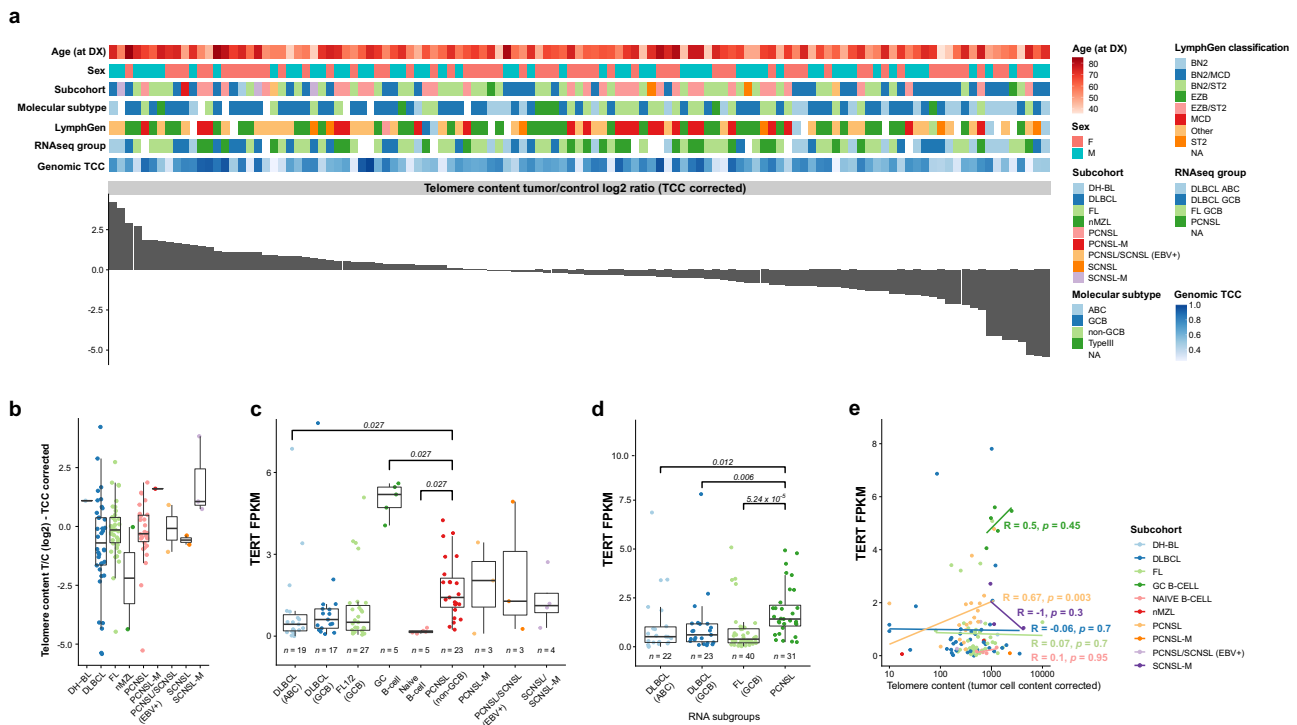 a
Age (at DX)
Sex
Subcohort
Molecular subtype
LymphGen
RNAseq group
Genomic TCC
Telomere content tumor/control log2 ratio (TCC corrected)
2.5
0.0
-2.5
-5.0
Age (at DX)
80
70
60
50
40
Sex
F
M
Subcohort
DH-BL
DLBCL
FL
nMZL
PCNSL
PCNSL-M
PCNSL/SCNSL (EBV+)
SCNSL
SCNSL-M
Molecular subtype
ABC
GCB
non-GCB
TypeIII
NA
LymphGen classification
BN2
BN2/MCD
BN2/ST2
EZB
EZB/ST2
MCD
Other
ST2
NA
RNAseq group
DLBCL ABC
DLBCL GCB
FL GCB
PCNSL
NA
Genomic TCC
1.0
0.8
0.6
0.4
b
Telomere content T/C (log2) - TCC corrected
2.5
0.0
-2.5
-5.0
DH-BL
DLBCL
FL
nMZL
PCNSL
PCNSL-M
PCNSL/SCNSL
(EBV+)
SCNSL
SCNSL-M
c
TERT FPKM
6
4
2
0
0.027
0.027
0.027
n = 19
n = 17
n = 27
n = 5
n = 5
n = 23
n = 3
n = 3
n = 4
DLBCL
(ABC)
DLBCL
(GCB)
FL1/2
(GCB)
GC
B-cell
Naive
B-cell
PCNSL
(non-GCB)
PCNSL-M
PCNSL/SCNSL
(EBV+)
SCNSL/
SCNSL-M
d
TERT FPKM
10.0
7.5
5.0
2.5
0.0
0.012
0.006
5.24 x 10⁻⁵
n = 22
n = 23
n = 40
n = 31
DLBCL
(ABC)
DLBCL
(GCB)
FL
(GCB)
PCNSL
RNA subgroups
e
TERT FPKM
8
6
4
2
0
R = 0.5, p = 0.45
R = 0.67, p = 0.003
R = -1, p = 0.3
R = -0.06, p = 0.7
R = 0.07, p = 0.7
R = 0.1, p = 0.95
10
100
1000
10000
Telomere content (tumor cell content corrected)
Subcohort
DH-BL
DLBCL
FL
GC B-CELL
NAIVE B-CELL
nMZL
PCNSL
PCNSL-M
PCNSL/SCNSL (EBV+)
SCNSL-M